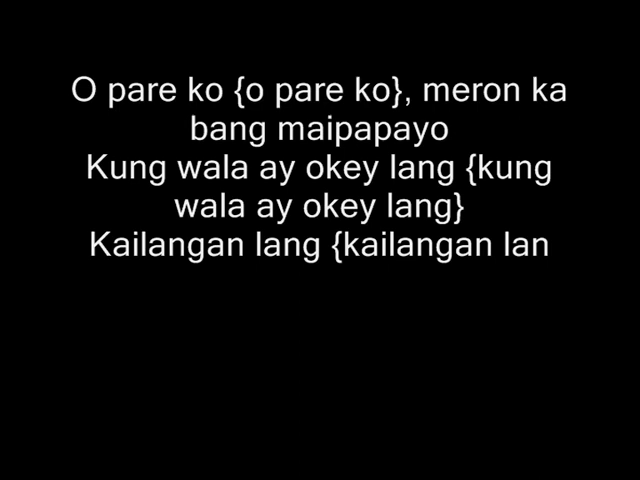 O pare ko {o pare ko}, meron ka
bang maipapayo
Kung wala ay okey lang {kung
wala ay okey lang}
Kailangan lang {kailangan lan